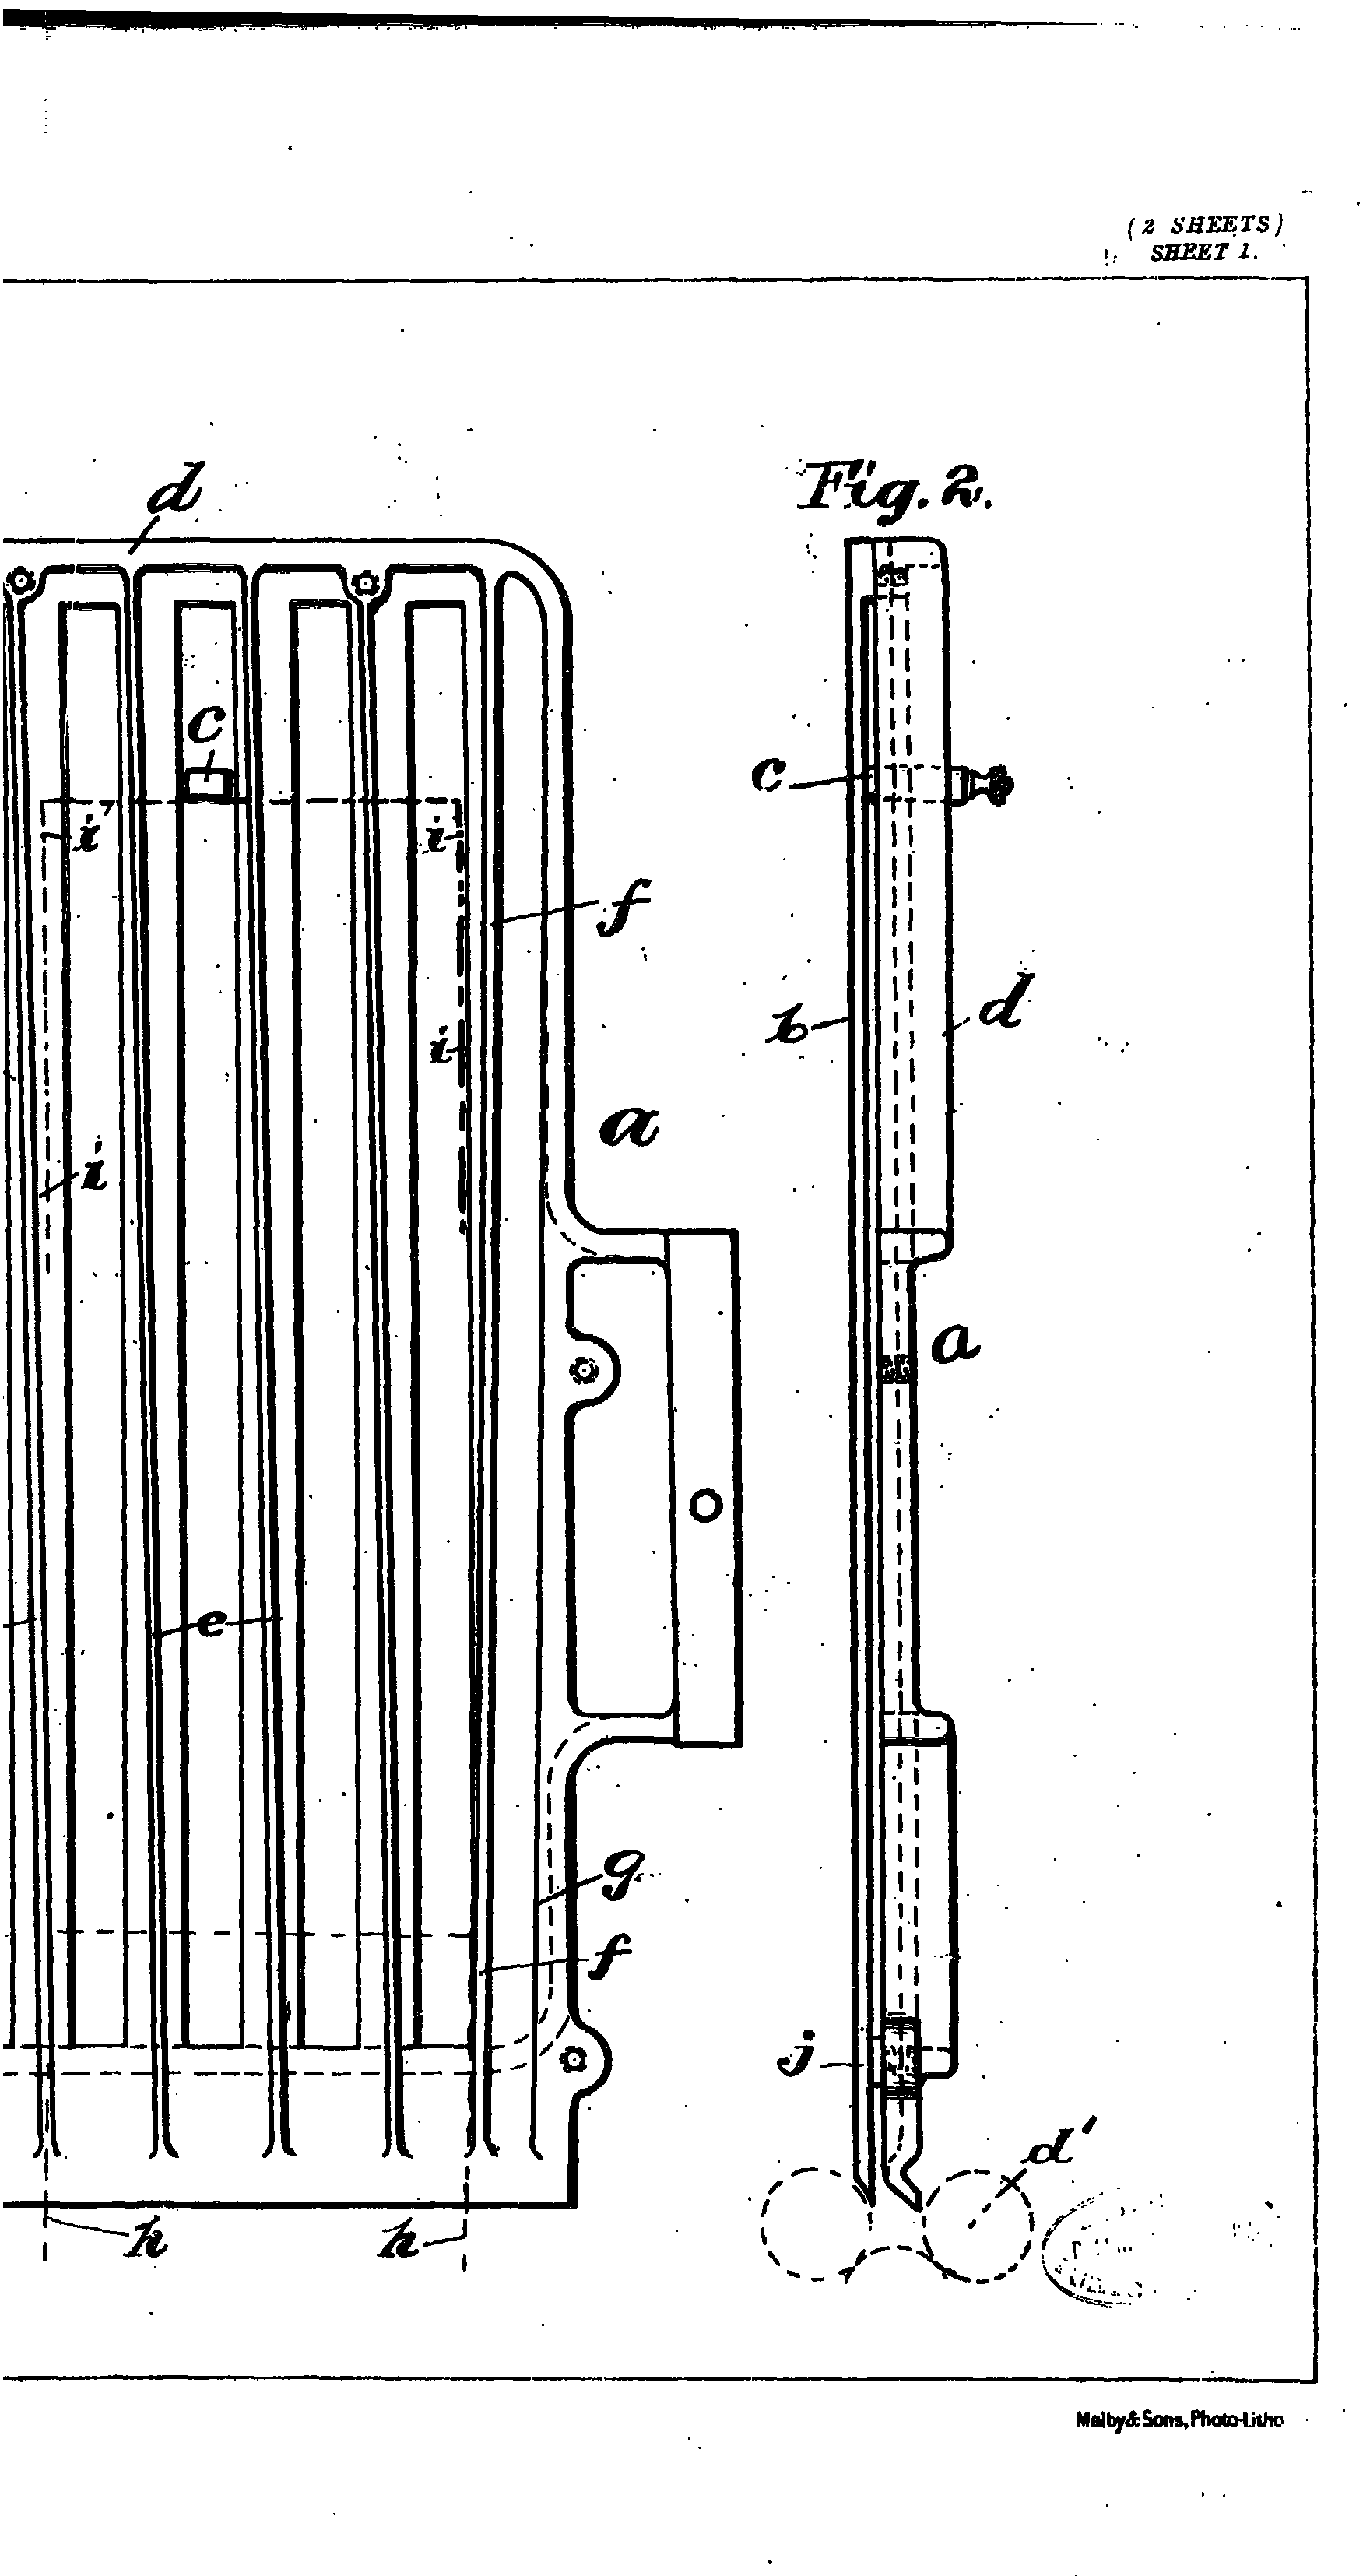 (2 SHEETS)
SHEET 1.
Fig. 2.
d
c
c
i'
i
f
b
d
i
a
i
a
e
g
f
j
d'
h
h
Malby & Sons, Photo-Litho